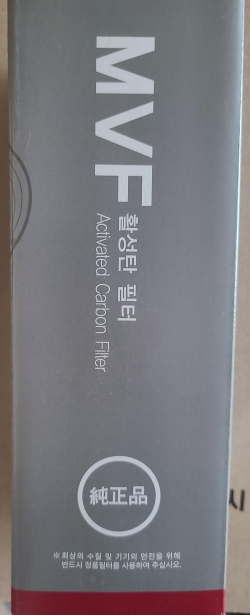 MVF
활성탄 필터
Activated Carbon Filter
純正品
※최상의 수질 및 기기의 안전을 위해
반드시 정품필터를 사용하여 주십시오.
시